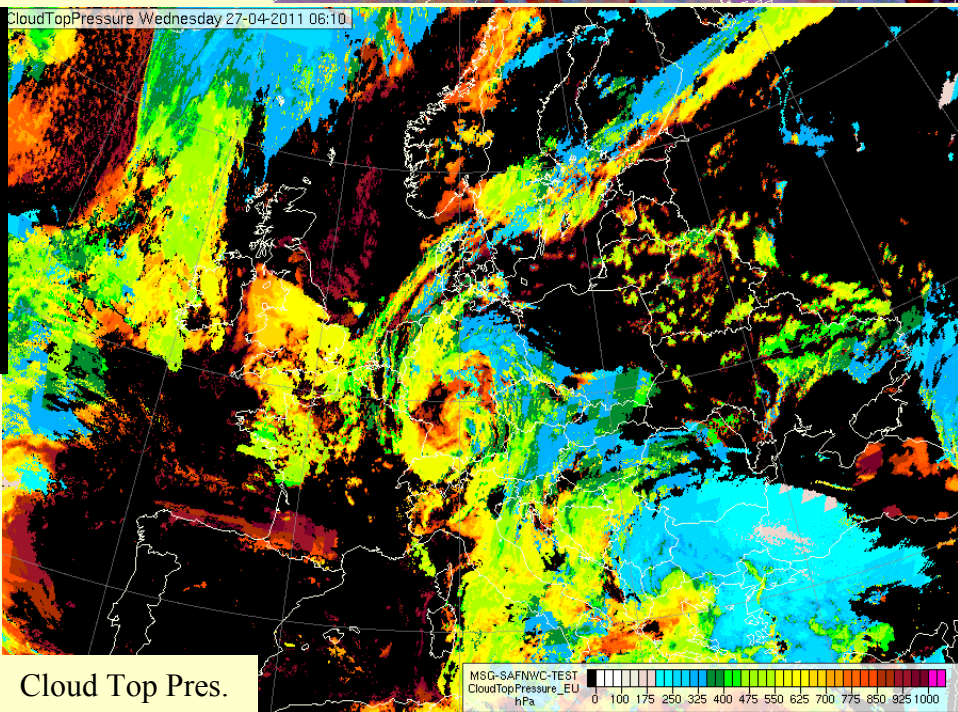 CloudTopPressure Wednesday 27-04-2011 06:10
Cloud Top Pres.
MSG-SAFNWC-TEST
CloudTopPressure_EU
hPa
0 100 175 250 325 400 475 550 625 700 775 850 925 1000